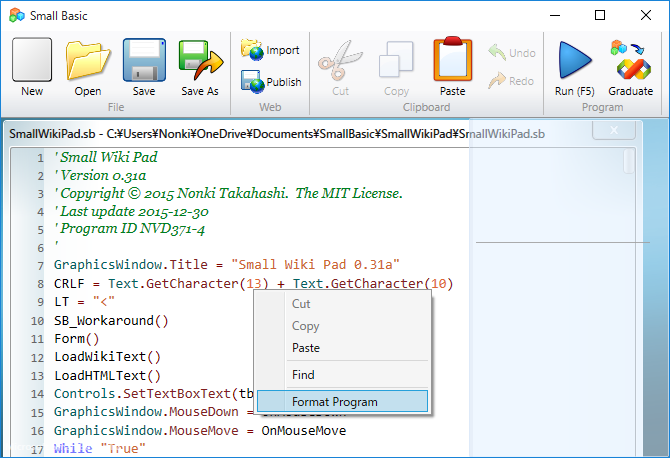 Small Basic
New
Open
Save
Save As
File
Import
Publish
Web
Cut
Copy
Paste
Clipboard
Undo
Redo
Run (F5)
Graduate
Program
SmallWikiPad.sb - C:¥Users¥Nonki¥OneDrive¥Documents¥SmallBasic¥SmallWikiPad¥SmallWikiPad.sb
1 ' Small Wiki Pad
2 ' Version 0.31a
3 ' Copyright © 2015 Nonki Takahashi.  The MIT License.
4 ' Last update 2015-12-30
5 ' Program ID NVD371-4
6 '
7 GraphicsWindow.Title = "Small Wiki Pad 0.31a"
8 CRLF = Text.GetCharacter(13) + Text.GetCharacter(10)
9 LT = "<"
10 SB_Workaround()
11 Form()
12 LoadWikiText()
13 LoadHTMLText()
14 Controls.SetTextBoxText(tb
15 GraphicsWindow.MouseDown = OnMouseDown
16 GraphicsWindow.MouseMove = OnMouseMove
17 While "True"
Cut
Copy
Paste
Find
Format Program